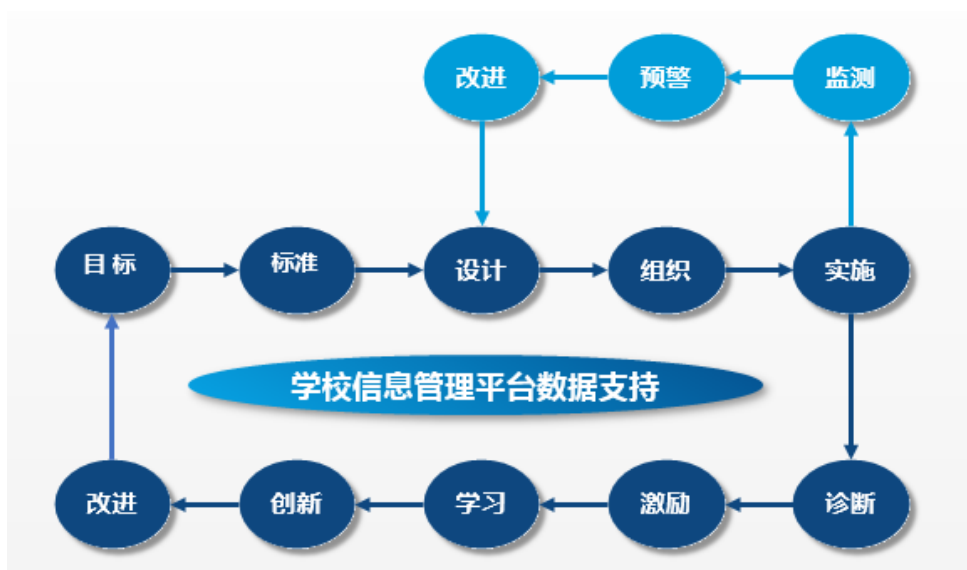 改进 预警 监测
目标 标准 设计 组织 实施
学校信息管理平台数据支持
改进 创新 学习 激励 诊断